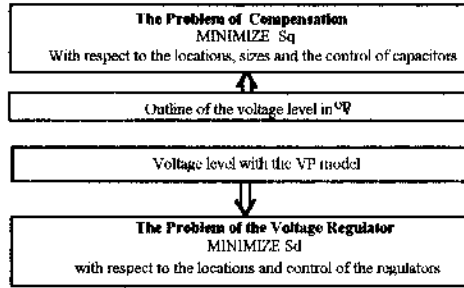 The Problem of Compensation
MINIMIZE Sq
With respect to the locations, sizes and the control of capacitors
Outline of the voltage level in
Voltage level with the VP model
The Problem of the Voltage Regulator
MINIMIZE Sd
with respect to the locations and control of the regulators